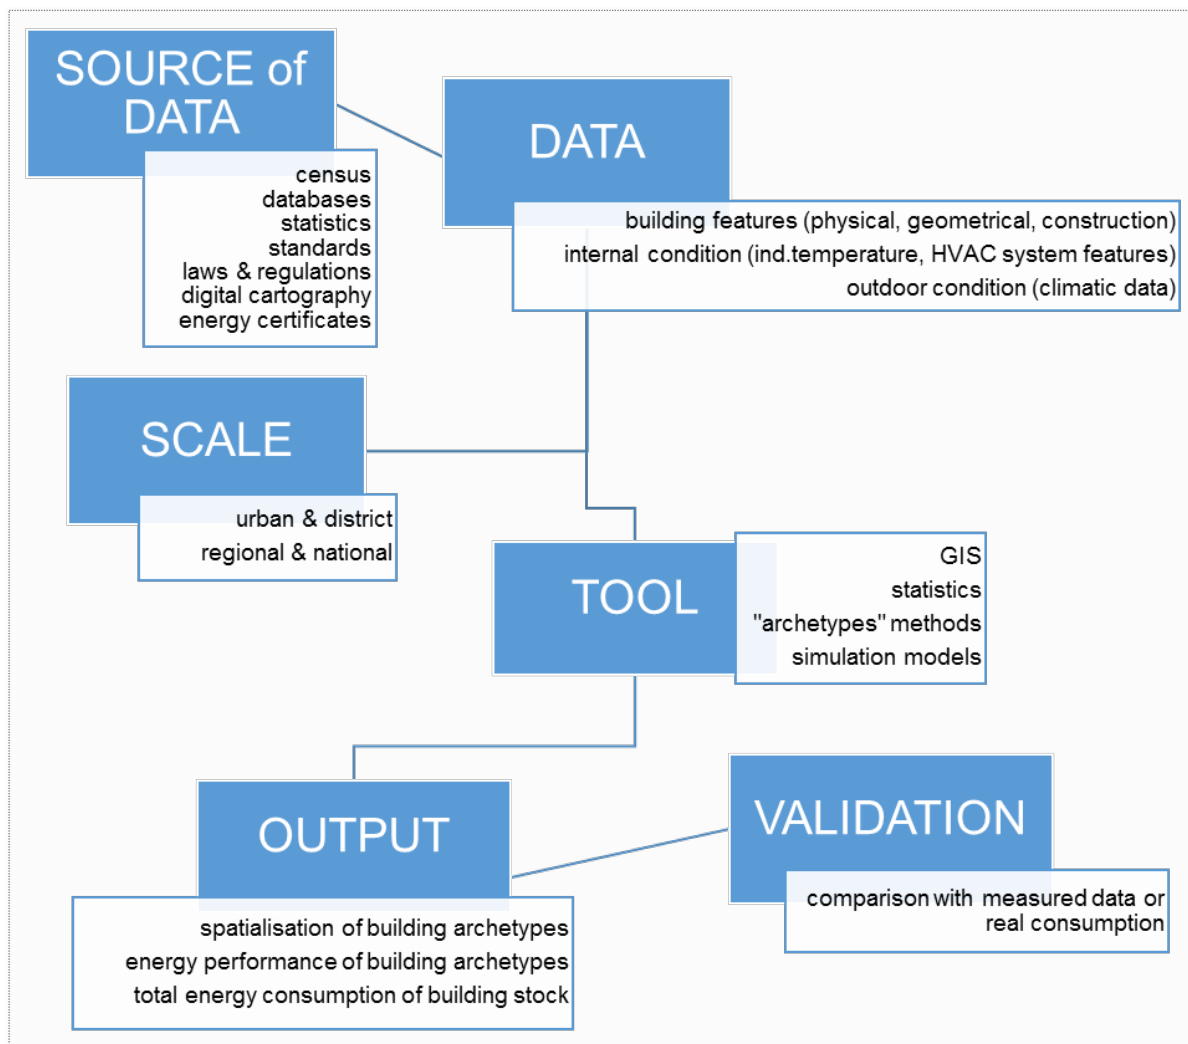 SOURCE of
DATA
census
databases
statistics
standards
laws & regulations
digital cartography
energy certificates
DATA
building features (physical, geometrical, construction)
internal condition (ind.temperature, HVAC system features)
outdoor condition (climatic data)
SCALE
urban & district
regional & national
TOOL
GIS
statistics
"archetypes" methods
simulation models
OUTPUT
spatialisation of building archetypes
energy performance of building archetypes
total energy consumption of building stock
VALIDATION
comparison with measured data or
real consumption